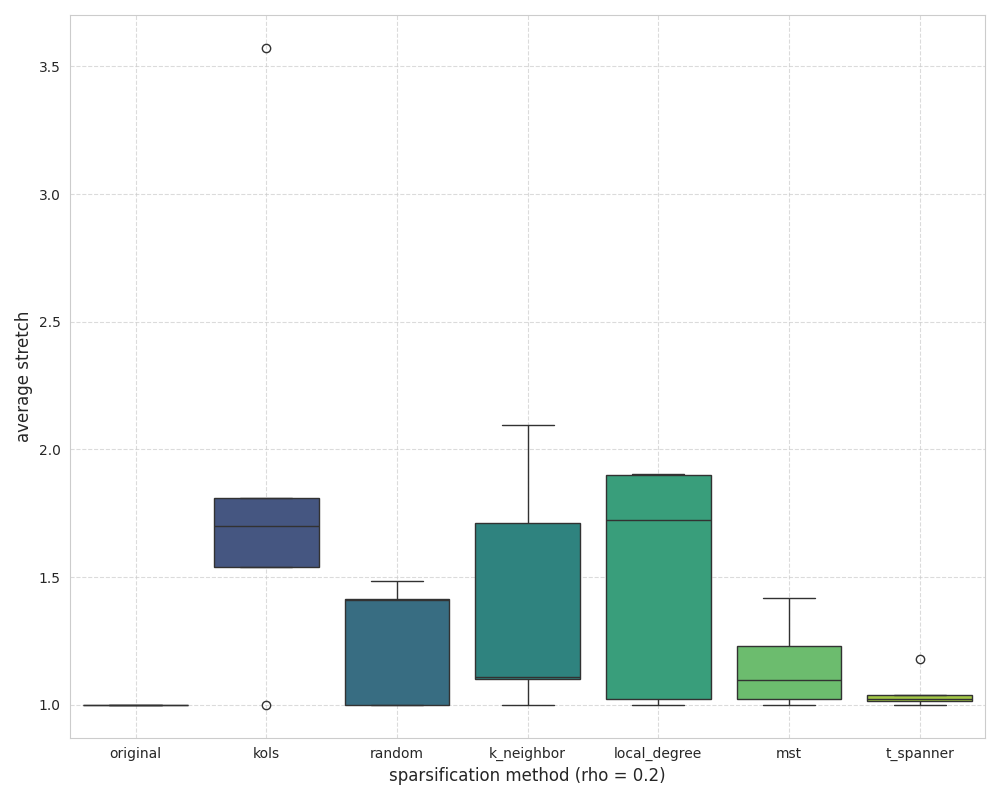 average stretch
3.5
3.0
2.5
2.0
1.5
1.0
original kols random k_neighbor local_degree mst t_spanner
sparsification method (rho = 0.2)